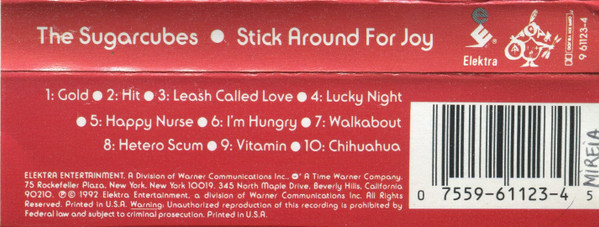 The Sugarcubes ● Stick Around For Joy
Elektra
9 61123-4
1: Gold ● 2: Hit ● 3: Leash Called Love ● 4: Lucky Night
● 5: Happy Nurse ● 6: I'm Hungry ● 7: Walkabout
8: Hetero Scum ● 9: Vitamin ● 10: Chihuahua
ELEKTRA ENTERTAINMENT, A Division of Warner Communications Inc., ● A Time Warner Company.
75 Rockefeller Plaza, New York, New York 10019. 345 North Maple Drive, Beverly Hills, California
90210. ℗ © 1992 Elektra Entertainment, a division of Warner Communications Inc. All Rights
Reserved. Printed in U.S.A. Warning: Unauthorized reproduction of this recording is prohibited by
Federal law and subject to criminal prosecution. Printed in U.S.A.
0 7559-61123-4 5
MIREIA